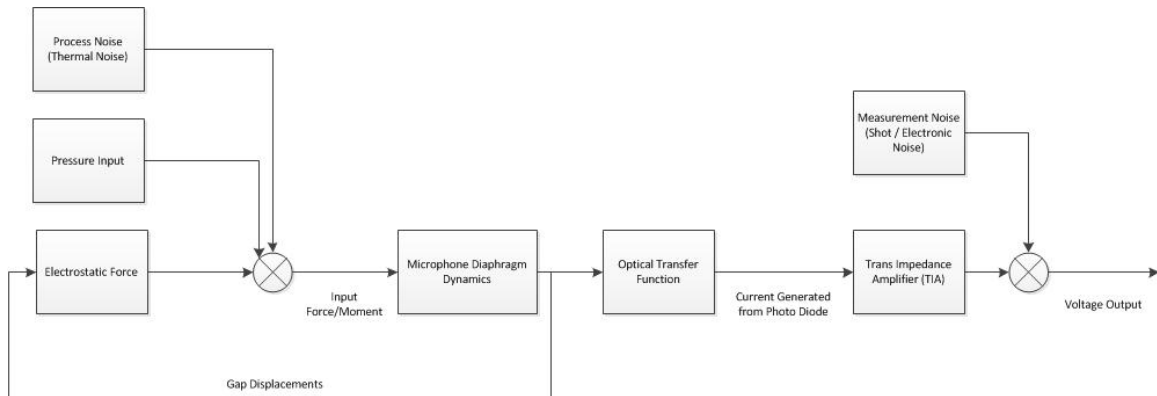 Process Noise
(Thermal Noise)
Pressure Input
Electrostatic Force
Input
Force/Moment
Microphone Diaphragm
Dynamics
Gap Displacements
Optical Transfer
Function
Current Generated
from Photo Diode
Measurement Noise
(Shot / Electronic
Noise)
Trans Impedance
Amplifier (TIA)
Voltage Output